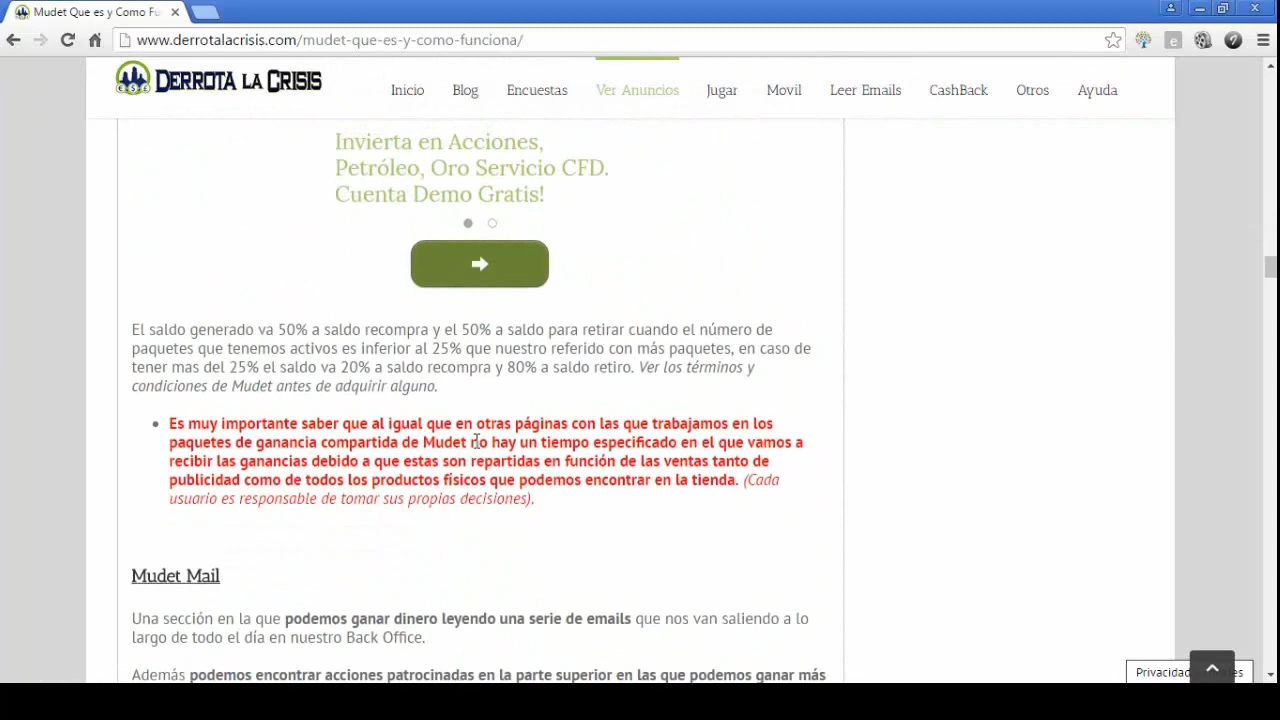 Mudet Que es y Como Fu
www.derrotalacrisis.com/mudet-que-es-y-como-funciona/
DERROTA LA CRISIS
Inicio Blog Encuestas Ver Anuncios Jugar Movil Leer Emails CashBack Otros Ayuda
Invierta en Acciones,
Petróleo, Oro Servicio CFD.
Cuenta Demo Gratis!
El saldo generado va 50% a saldo recompra y el 50% a saldo para retirar cuando el número de
paquetes que tenemos activos es inferior al 25% que nuestro referido con más paquetes, en caso de
tener mas del 25% el saldo va 20% a saldo recompra y 80% a saldo retiro. Ver los términos y
condiciones de Mudet antes de adquirir alguno.
Es muy importante saber que al igual que en otras páginas con las que trabajamos en los
paquetes de ganancia compartida de Mudet no hay un tiempo especificado en el que vamos a
recibir las ganancias debido a que estas son repartidas en función de las ventas tanto de
publicidad como de todos los productos físicos que podemos encontrar en la tienda. (Cada
usuario es responsable de tomar sus propias decisiones).
Mudet Mail
Una sección en la que podemos ganar dinero leyendo una serie de emails que nos van saliendo a lo
largo de todo el día en nuestro Back Office.
Además podemos encontrar acciones patrocinadas en la parte superior en las que podemos ganar más
Privacidad